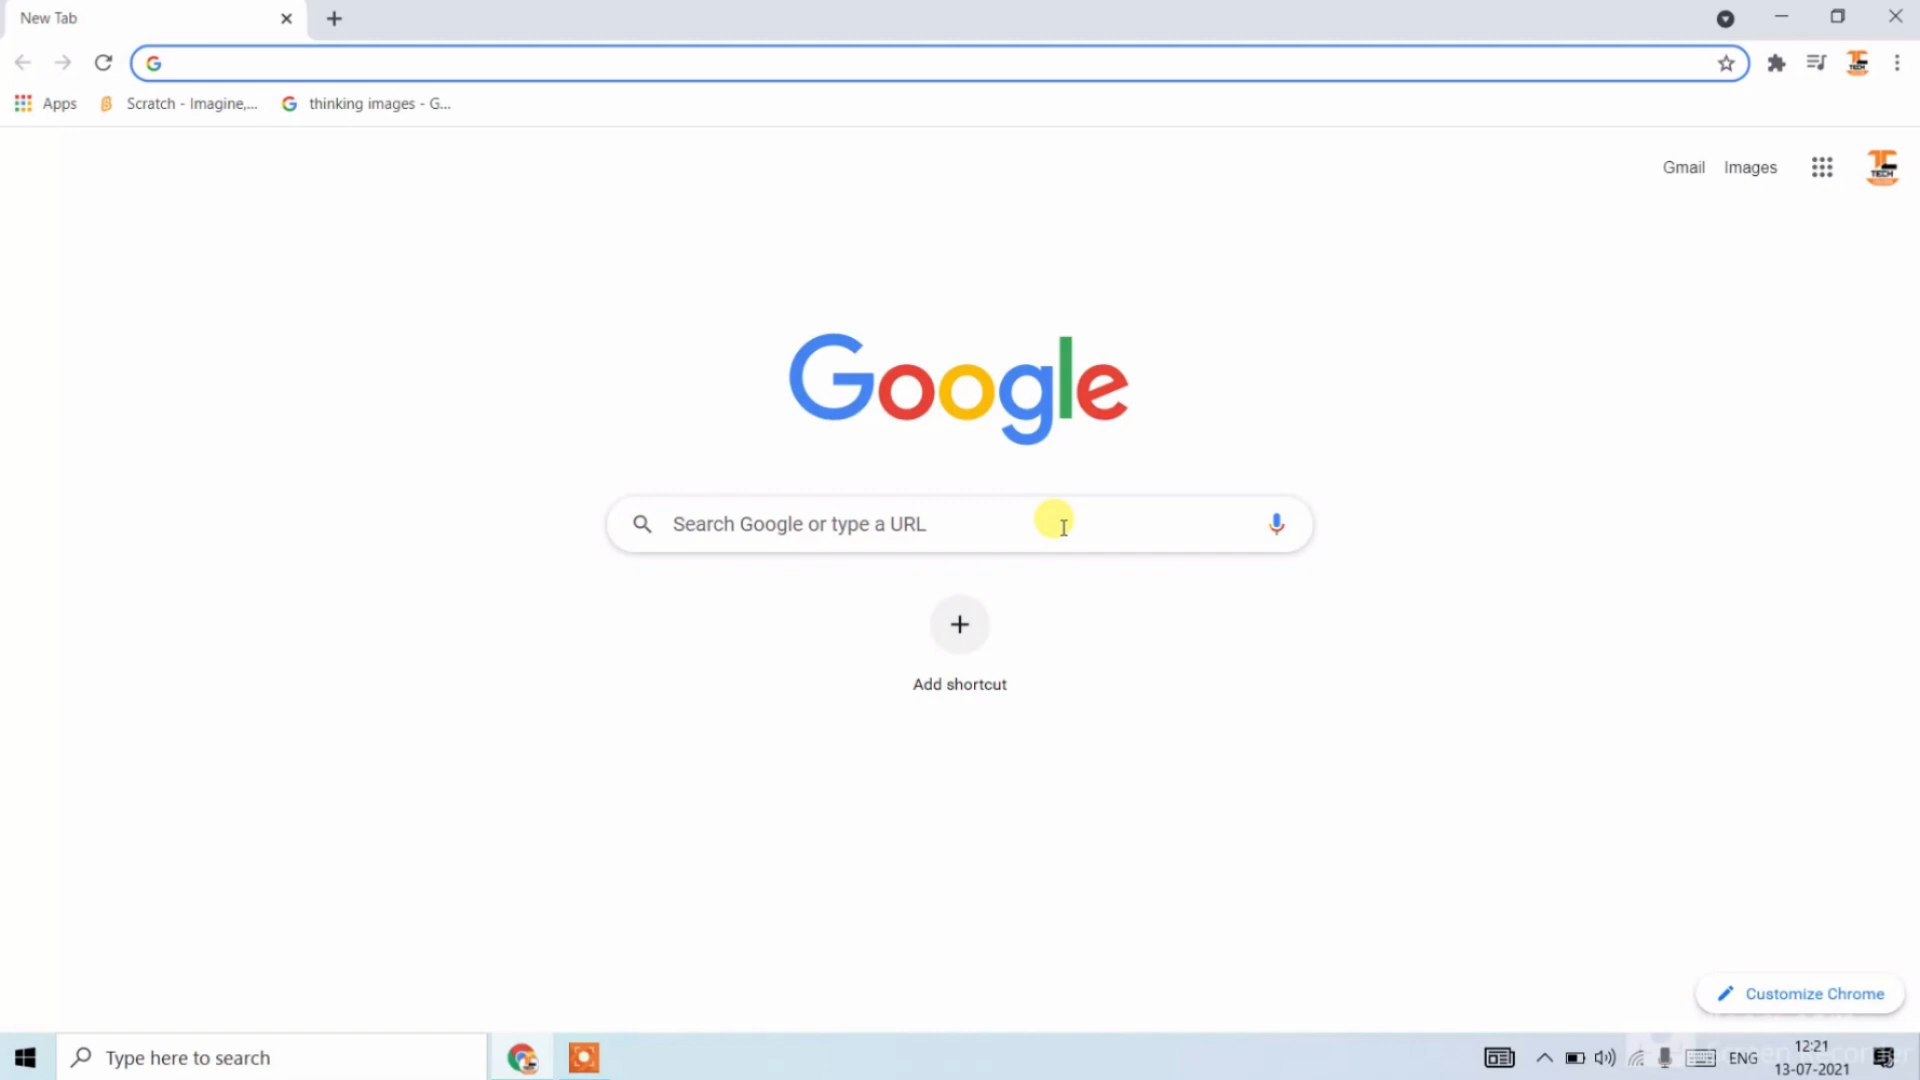 New Tab
Apps
Scratch - Imagine,...
thinking images - G...
Gmail
Images
TECH
Google
Search Google or type a URL
Add shortcut
Customize Chrome
Type here to search
ENG
12:21
13-07-2021